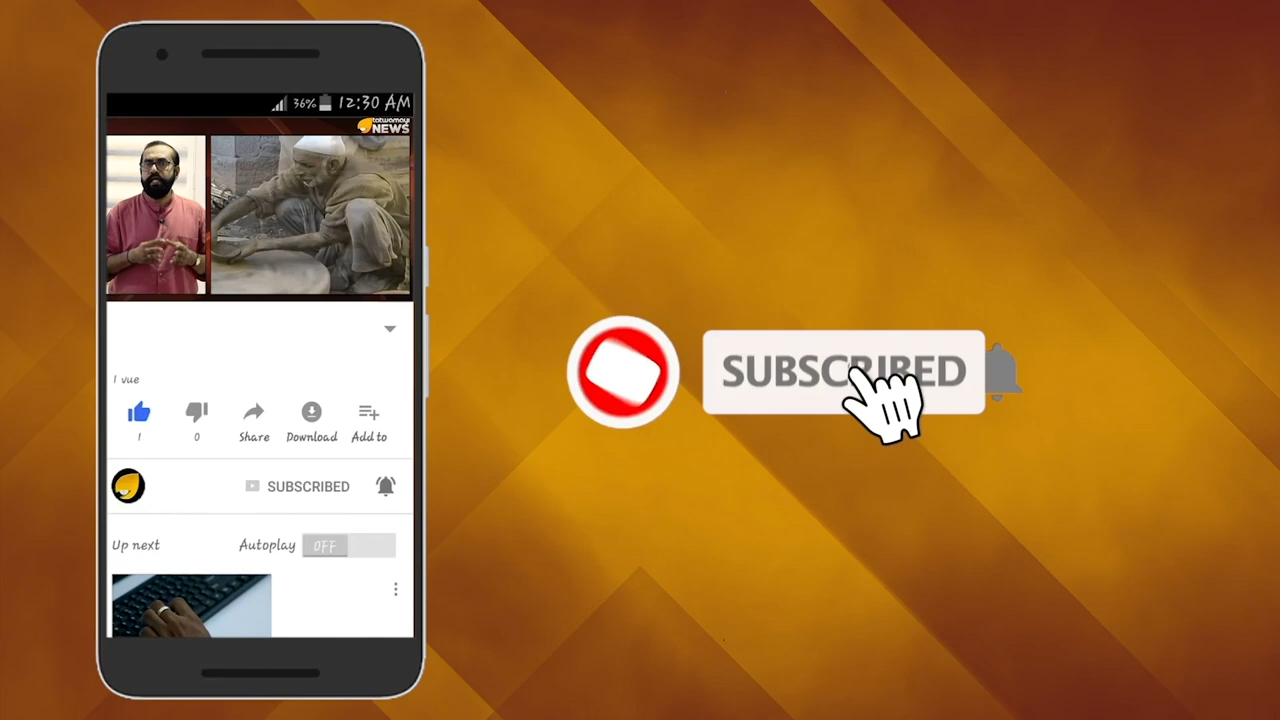 36% 12:30 AM
tatwamayi
NEWS
1 vue
1
0
Share
Download
Add to
SUBSCRIBED
Up next
Autoplay
OFF
SUBSCRIBED